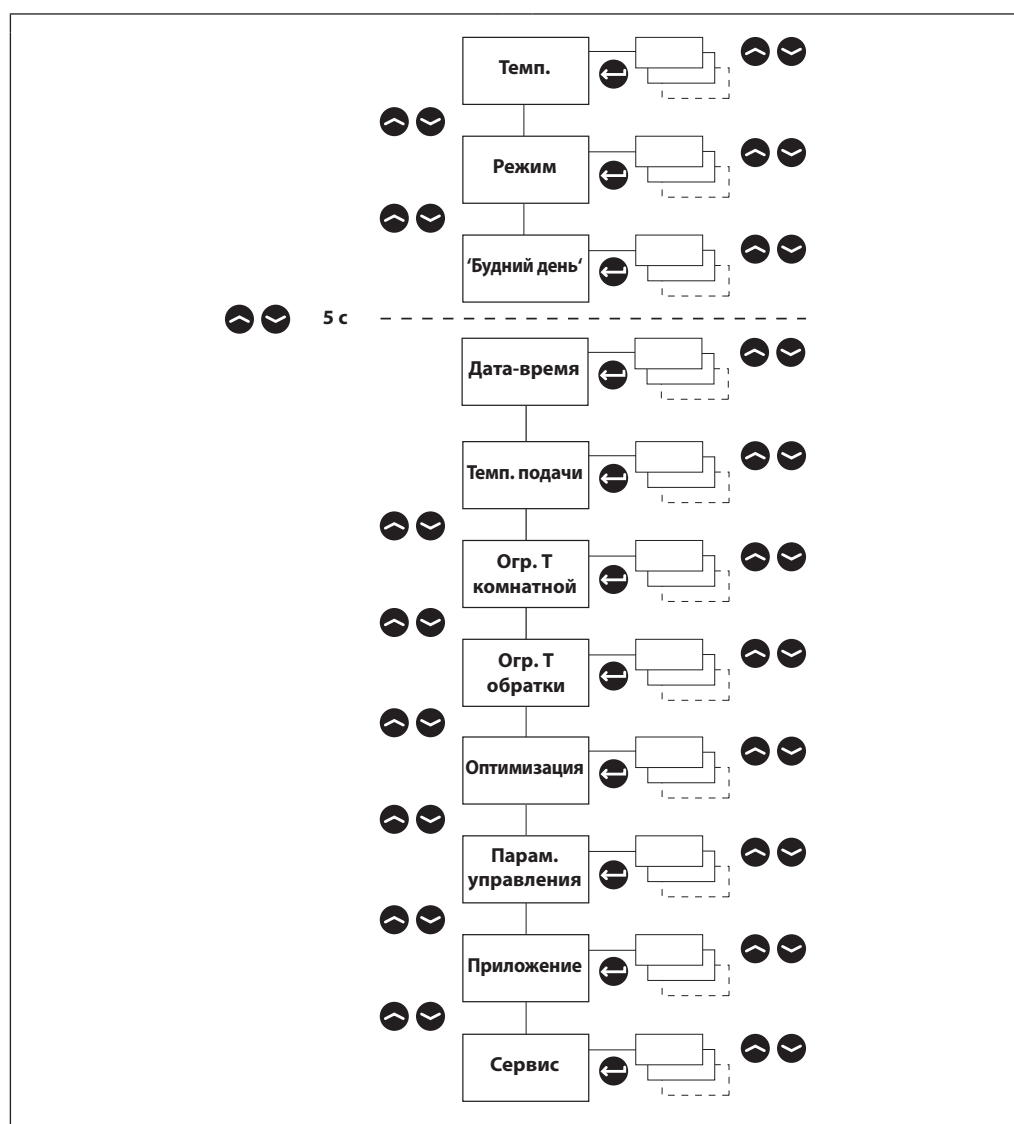 Темп.
Режим
‘Будний день‘
5 с
Дата-время
Темп. подачи
Огр. Т
комнатной
Огр. Т
обратки
Оптимизация
Парам.
управления
Приложение
Сервис